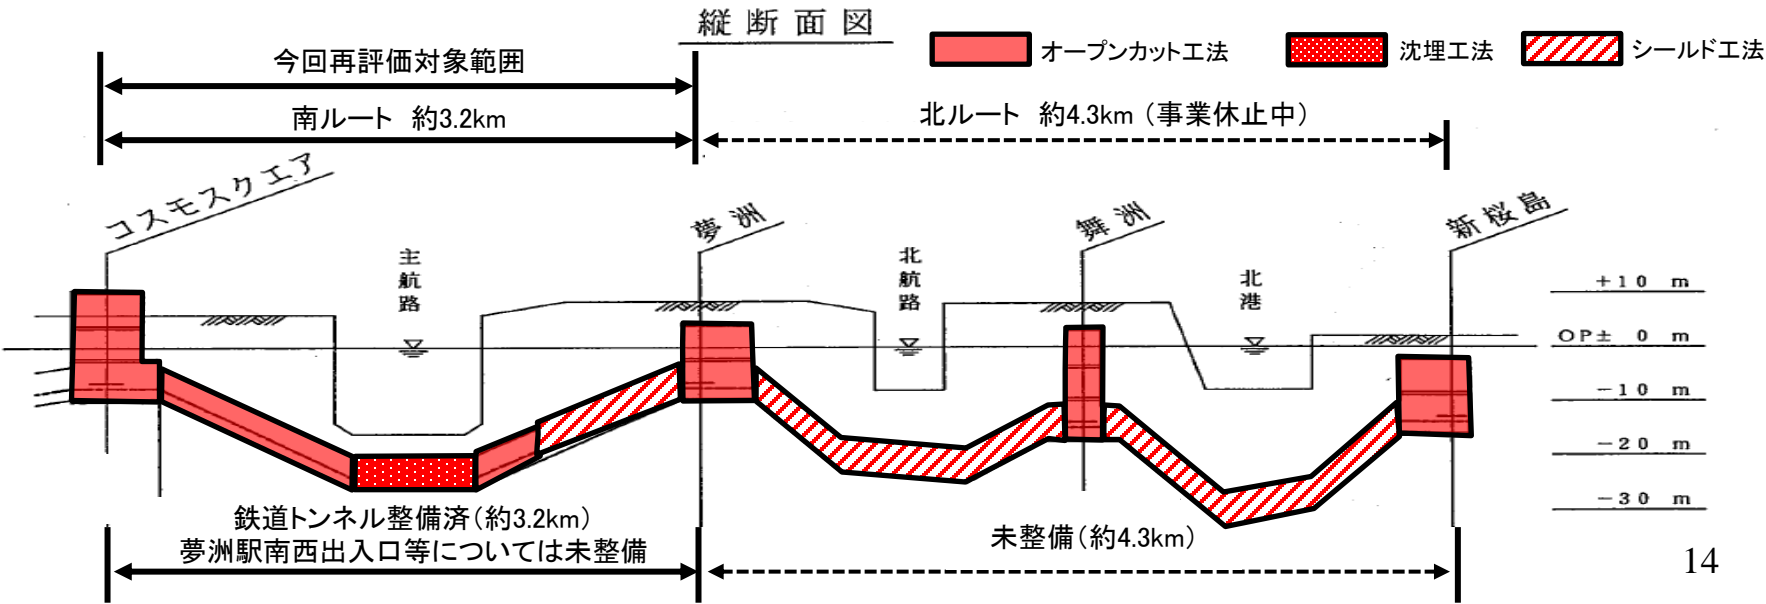 縦断面図
オープンカット工法
沈埋工法
シールド工法
今回再評価対象範囲
南ルート 約3.2km
北ルート 約4.3km(事業休止中)
コスモスクエア
夢洲
舞洲
新桜島
主航路
北航路
北港
+10 m
OP± 0 m
-10 m
-20 m
-30 m
鉄道トンネル整備済(約3.2km)
夢洲駅南西出入口等については未整備
未整備(約4.3km)
14